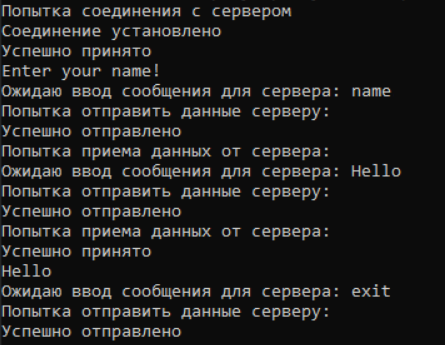 Попытка соединения с сервером
Соединение установлено
Успешно принято
Enter your name!
Ожидаю ввод сообщения для сервера: name
Попытка отправить данные серверу:
Успешно отправлено
Попытка приема данных от сервера:
Ожидаю ввод сообщения для сервера: Hello
Попытка отправить данные серверу:
Успешно отправлено
Попытка приема данных от сервера:
Успешно принято
Hello
Ожидаю ввод сообщения для сервера: exit
Попытка отправить данные серверу:
Успешно отправлено